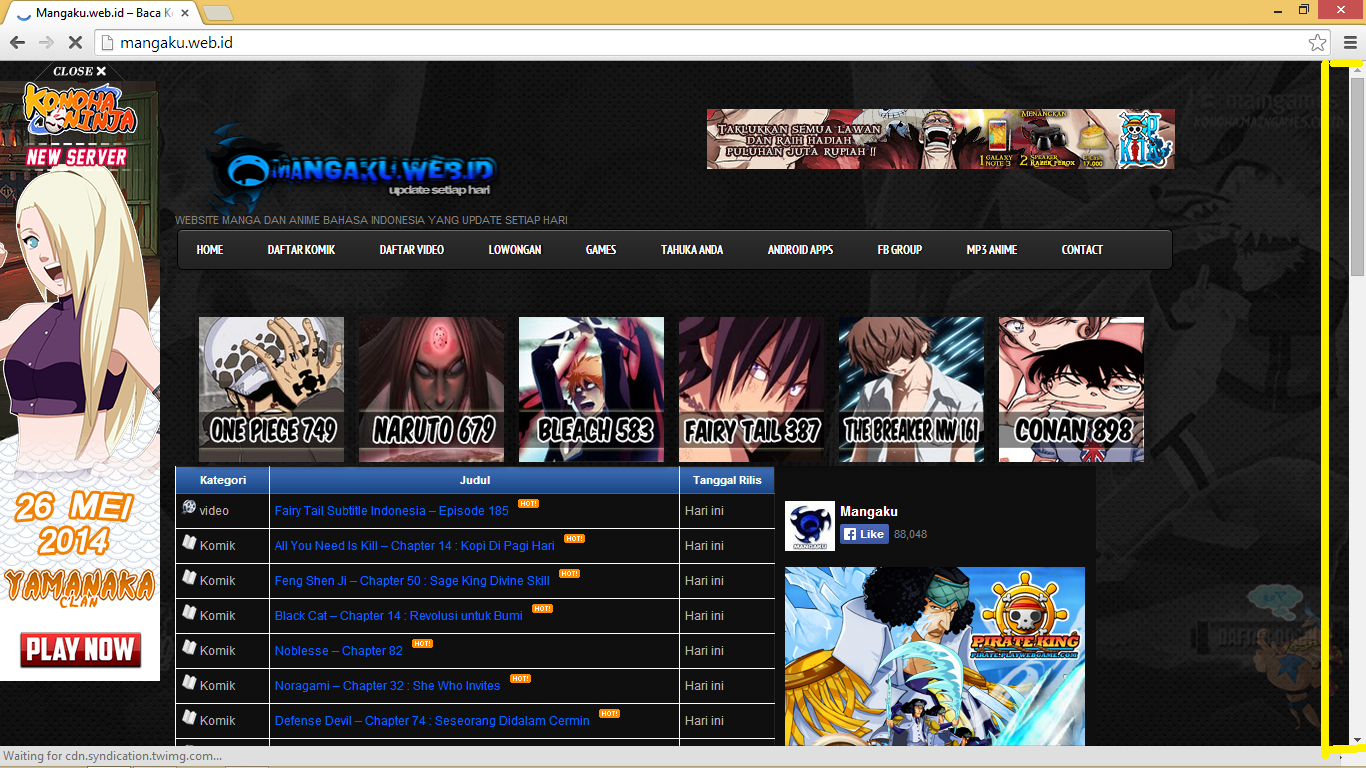 Mangaku.web.id – Baca K
mangaku.web.id
CLOSE
KONOHA NINJA
NEW SERVER
26 MEI
2014
YAMANAKA
CLAN
PLAY NOW
MANGAKU.WEB.ID
update setiap hari
WEBSITE MANGA DAN ANIME BAHASA INDONESIA YANG UPDATE SETIAP HARI
TAKLUKKAN SEMUA LAWAN
DAN RAIH HADIAH
PULUHAN JUTA RUPIAH !!
MENANGKAN
1 GALAXY NOTE 3
2 SPEAKER RAZER FEROX
E-Cash 17.000
HOME DAFTAR KOMIK DAFTAR VIDEO LOWONGAN GAMES TAHUKA ANDA ANDROID APPS FB GROUP MP3 ANIME CONTACT
ONE PIECE 749 NARUTO 679 BLEACH 583 FAIRY TAIL 387 THE BREAKER NW 161 CONAN 898
Kategori Judul Tanggal Rilis
video Fairy Tail Subtitle Indonesia – Episode 185 HOT! Hari ini
Komik All You Need Is Kill – Chapter 14 : Kopi Di Pagi Hari HOT! Hari ini
Komik Feng Shen Ji – Chapter 50 : Sage King Divine Skill HOT! Hari ini
Komik Black Cat – Chapter 14 : Revolusi untuk Bumi HOT! Hari ini
Komik Noblesse – Chapter 82 HOT! Hari ini
Komik Noragami – Chapter 32 : She Who Invites HOT! Hari ini
Komik Defense Devil – Chapter 74 : Seseorang Didalam Cermin HOT! Hari ini
Mangaku
Like 88,048
MANGAKU
PIRATE KING
PIRATE.PLAYWEBGAME.COM
Waiting for cdn.syndication.twimg.com...